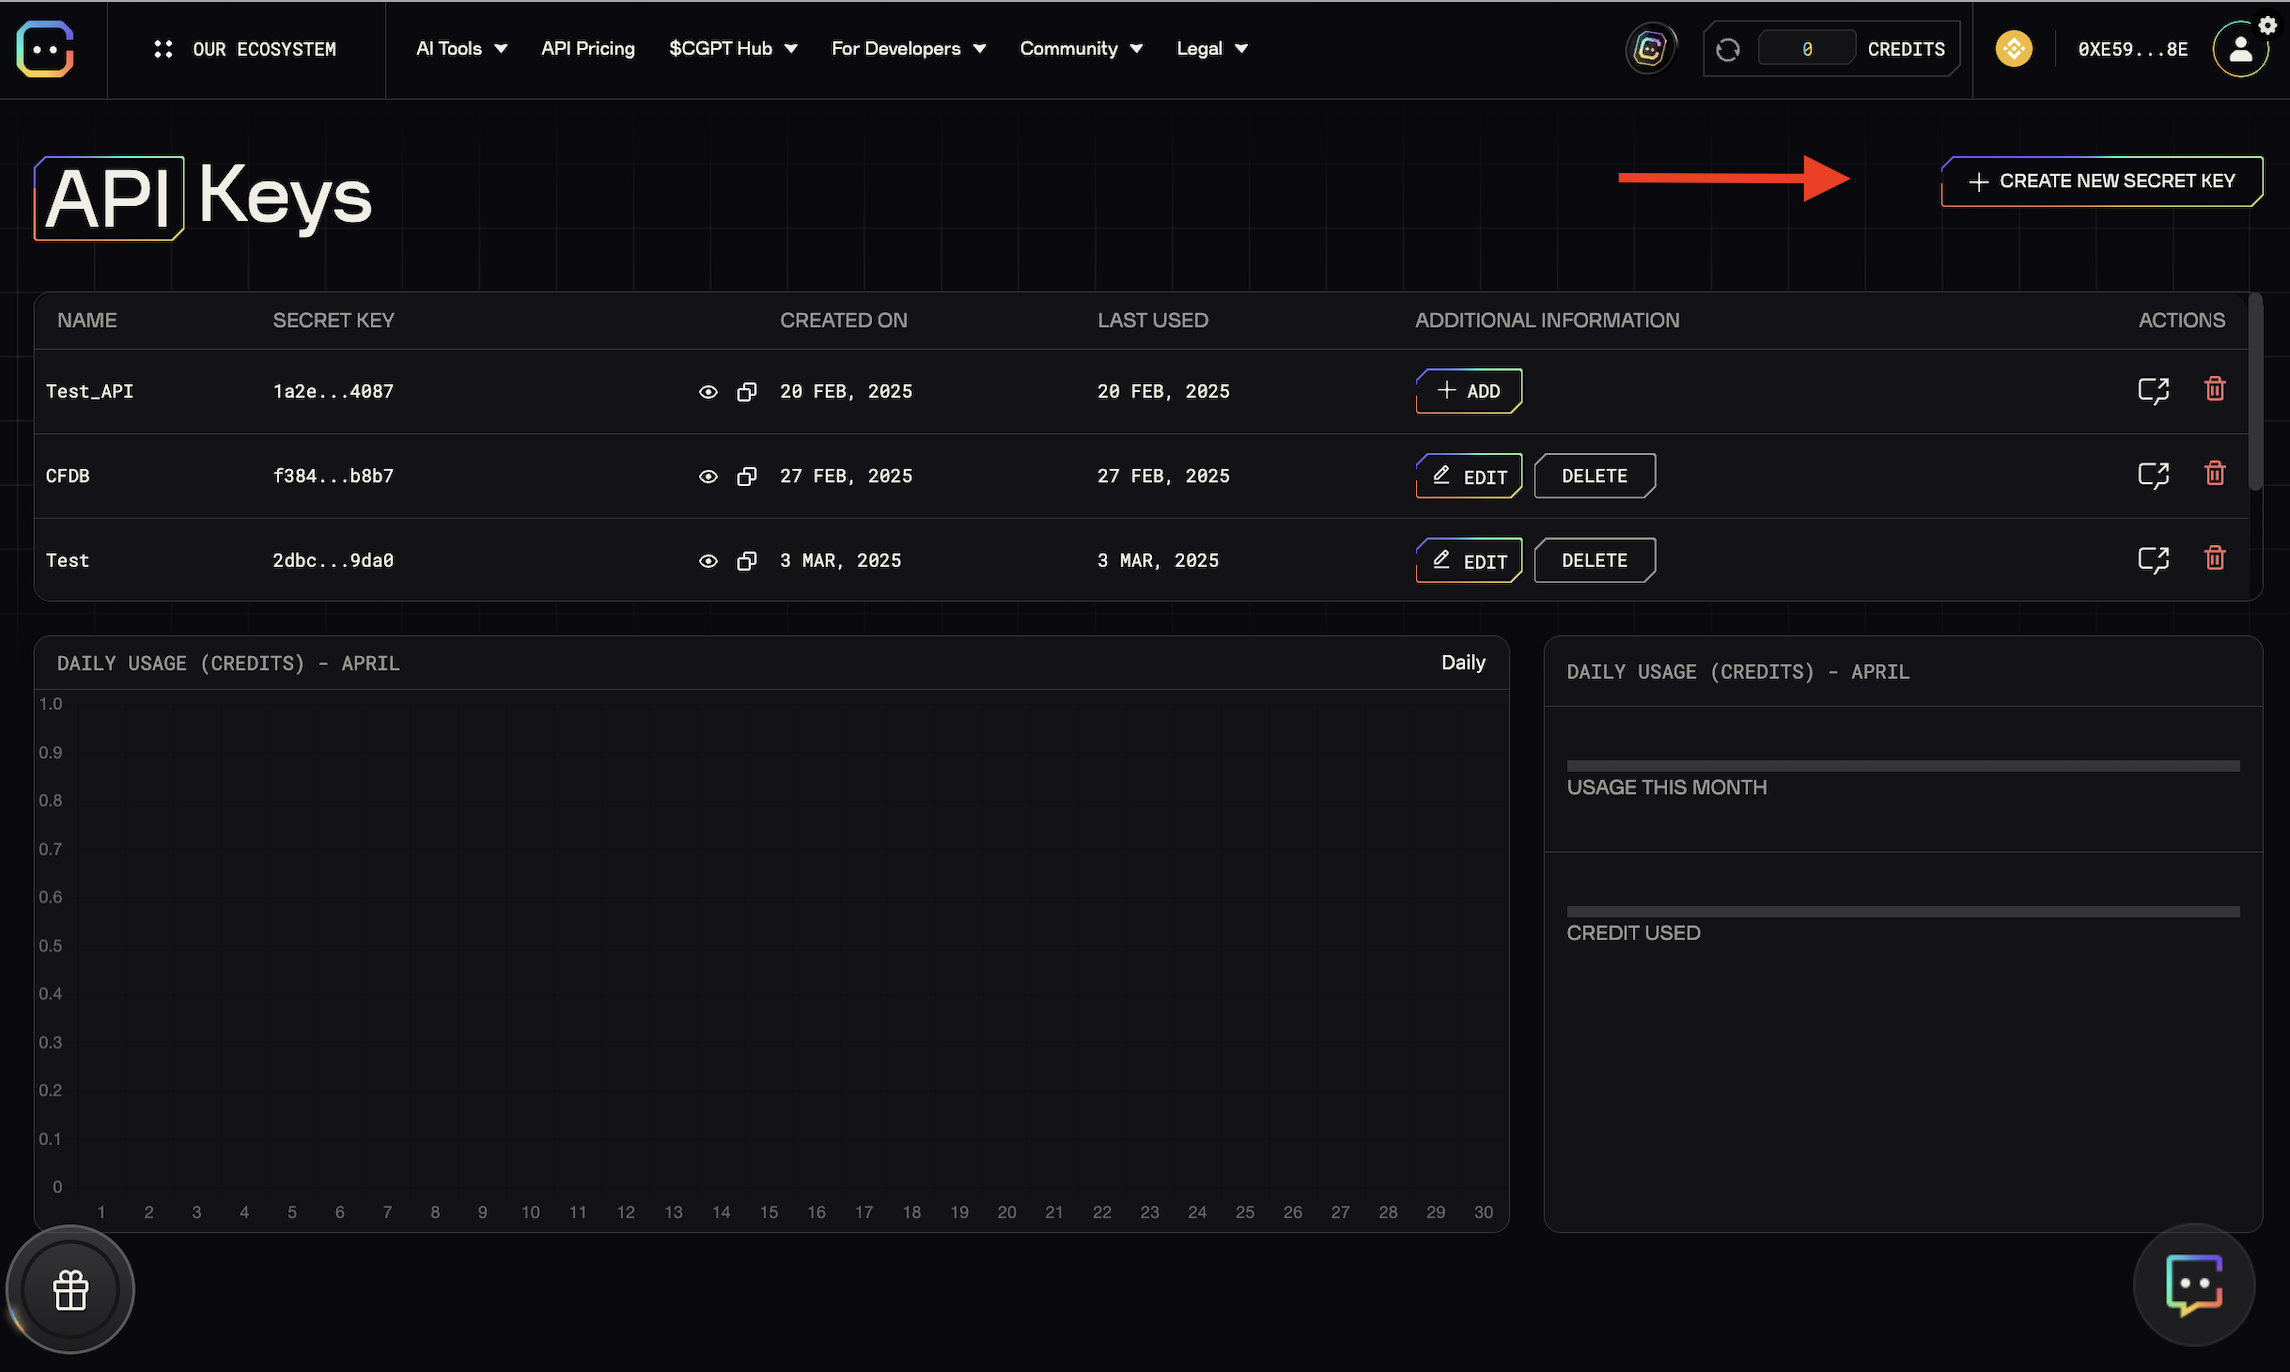 OUR ECOSYSTEM AI Tools API Pricing $CGPT Hub For Developers Community Legal 0 CREDITS 0XE59...8E
API Keys
+ CREATE NEW SECRET KEY
NAME SECRET KEY CREATED ON LAST USED ADDITIONAL INFORMATION ACTIONS
Test_API 1a2e...4087 20 FEB, 2025 20 FEB, 2025 + ADD
CFDB f384...b8b7 27 FEB, 2025 27 FEB, 2025 EDIT DELETE
Test 2dbc...9da0 3 MAR, 2025 3 MAR, 2025 EDIT DELETE
DAILY USAGE (CREDITS) - APRIL Daily
1.0
0.9
0.8
0.7
0.6
0.5
0.4
0.3
0.2
0.1
0
1 2 3 4 5 6 7 8 9 10 11 12 13 14 15 16 17 18 19 20 21 22 23 24 25 26 27 28 29 30
DAILY USAGE (CREDITS) - APRIL
USAGE THIS MONTH
CREDIT USED